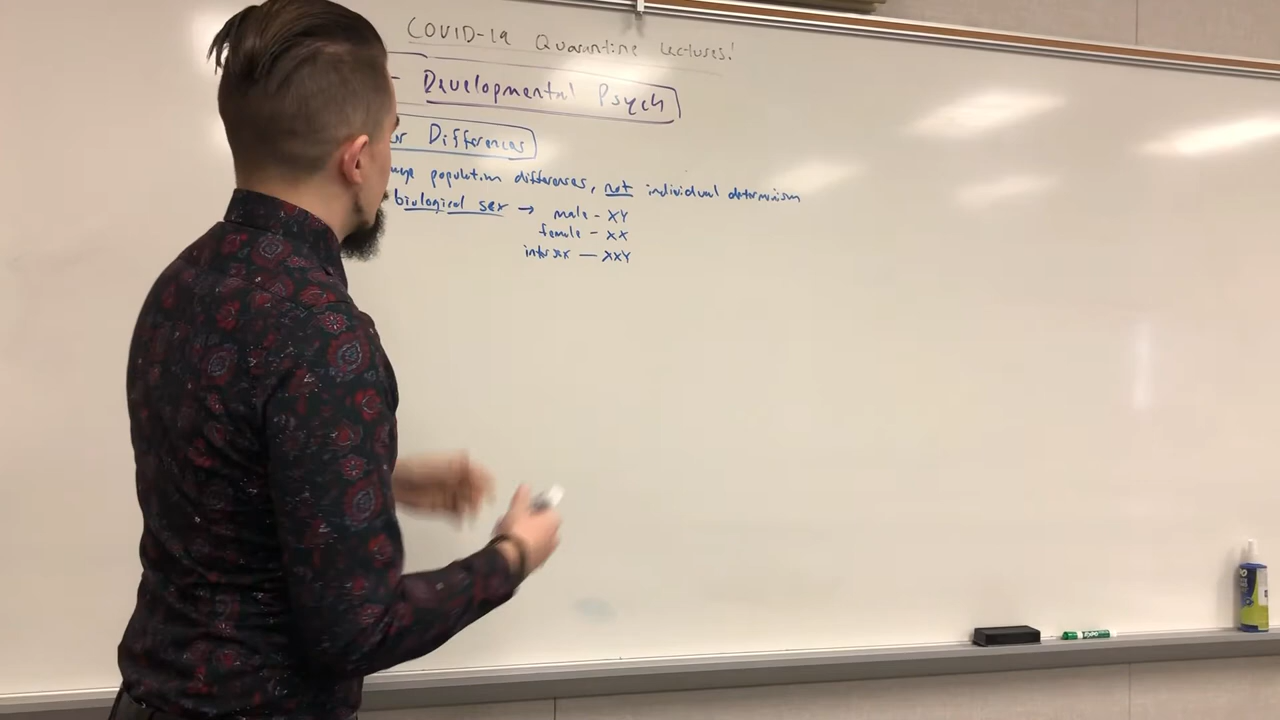 COVID-19 Quarantine Lectures!
- Developmental Psych
Differences
population differences, not individual determinism
biological sex → male - XY
female - XX
intersex — XXY
EXPO